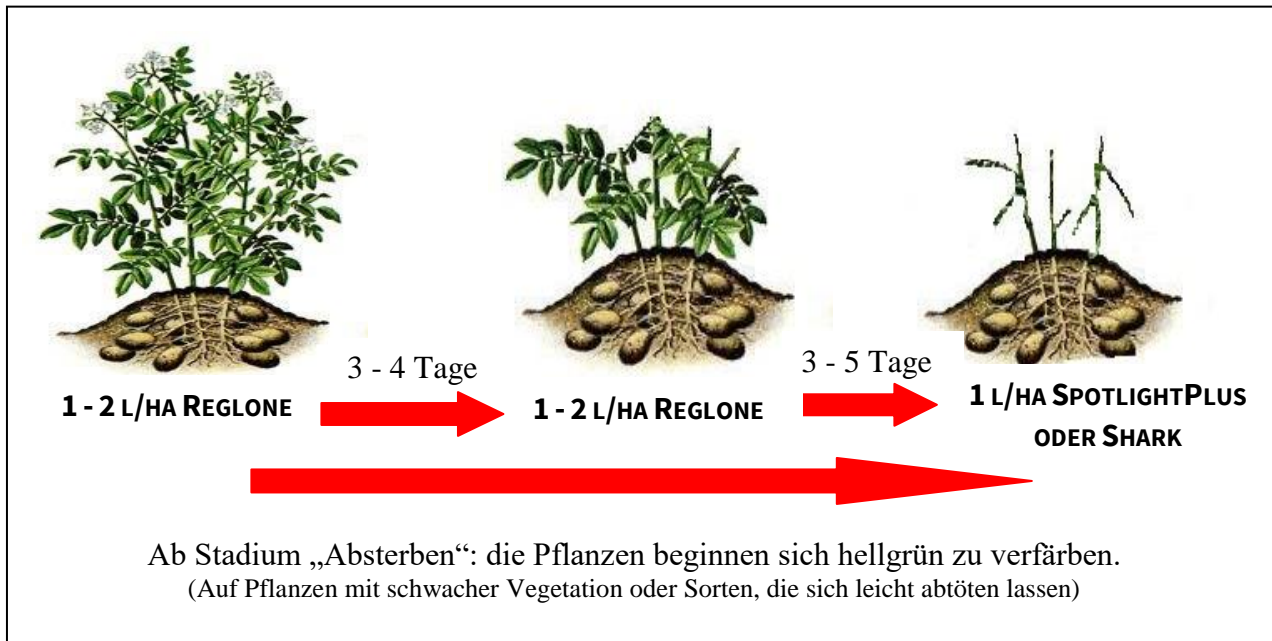 3 - 4 Tage
3 - 5 Tage
1 - 2 L/HA REGLONE
1 - 2 L/HA REGLONE
1 L/HA SPOTLIGHTPLUS
ODER SHARK
Ab Stadium „Absterben“: die Pflanzen beginnen sich hellgrün zu verfärben.
(Auf Pflanzen mit schwacher Vegetation oder Sorten, die sich leicht abtöten lassen)